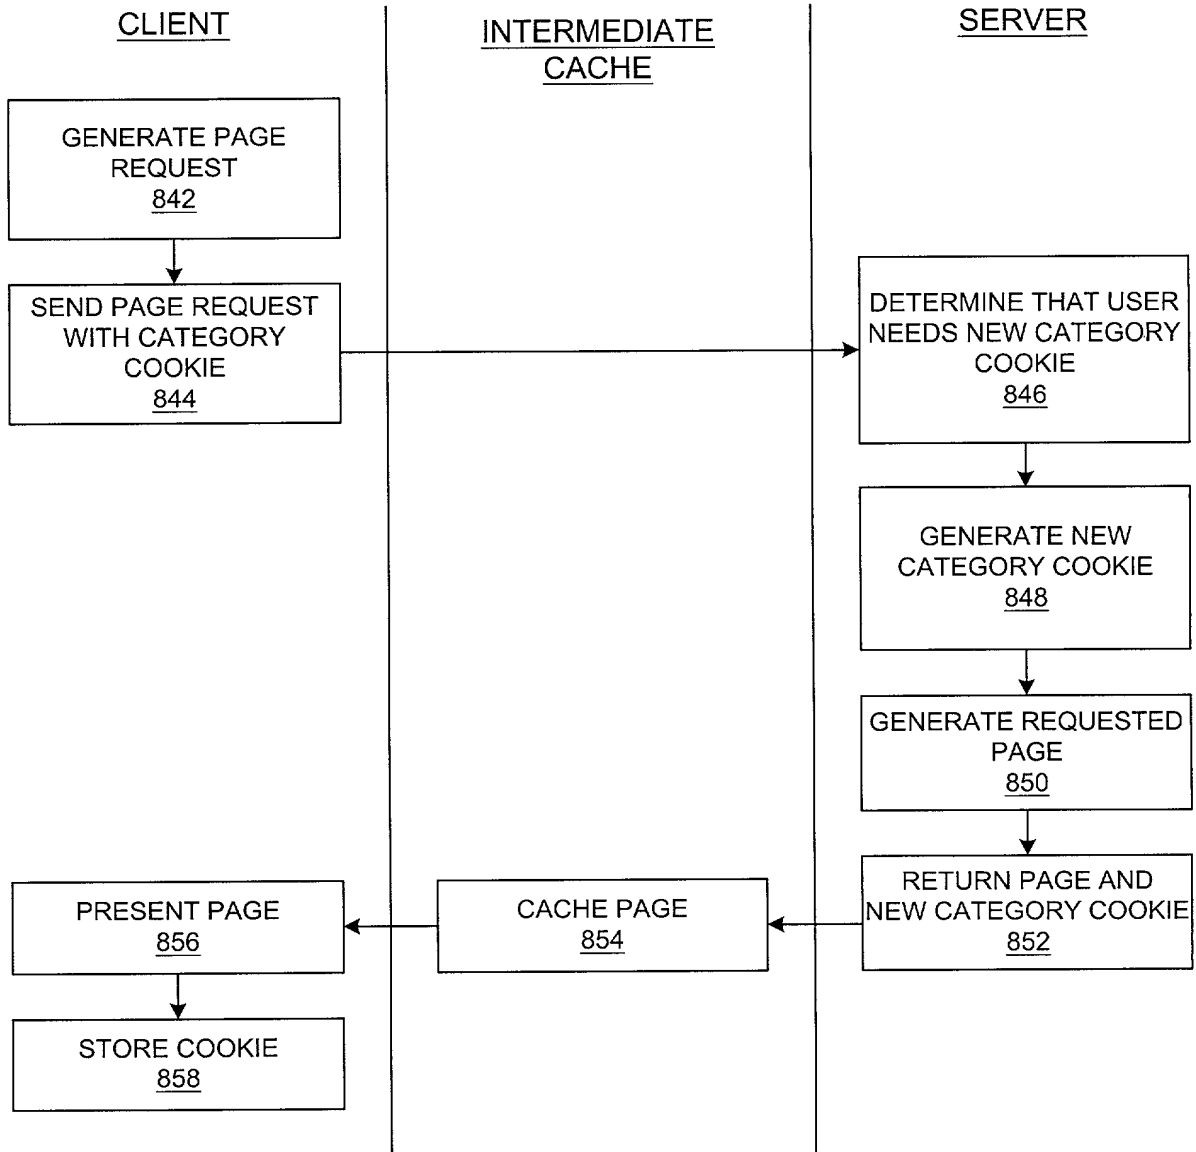 CLIENT
INTERMEDIATE
CACHE
SERVER
GENERATE PAGE
REQUEST
842
SEND PAGE REQUEST
WITH CATEGORY
COOKIE
844
DETERMINE THAT USER
NEEDS NEW CATEGORY
COOKIE
846
GENERATE NEW
CATEGORY COOKIE
848
GENERATE REQUESTED
PAGE
850
RETURN PAGE AND
NEW CATEGORY COOKIE
852
CACHE PAGE
854
PRESENT PAGE
856
STORE COOKIE
858